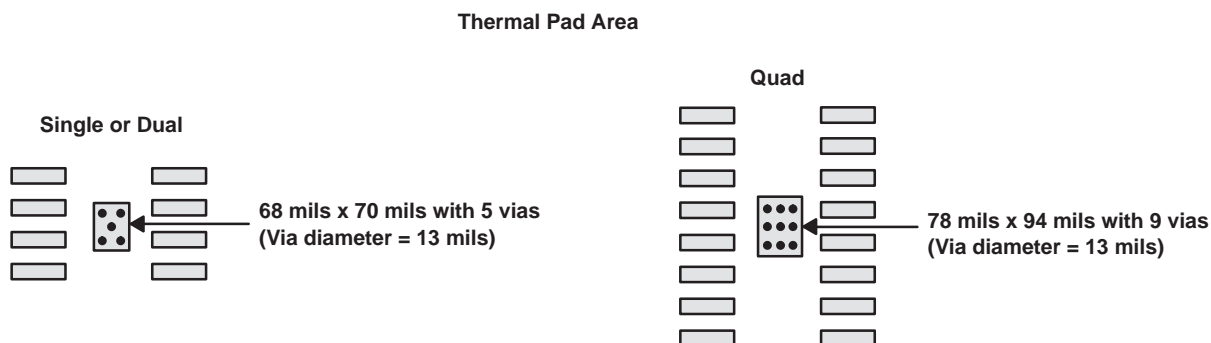 Thermal Pad Area
Single or Dual
68 mils x 70 mils with 5 vias
(Via diameter = 13 mils)
Quad
78 mils x 94 mils with 9 vias
(Via diameter = 13 mils)